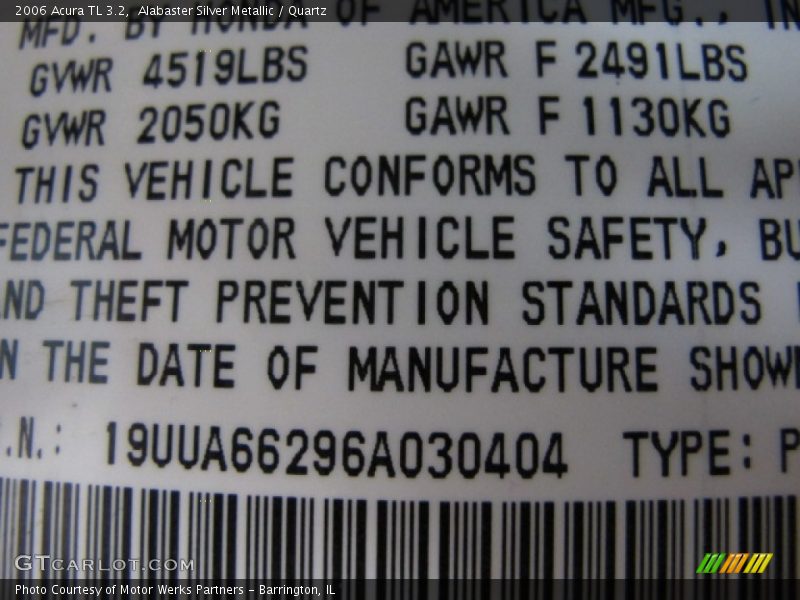 2006 Acura TL 3.2, Alabaster Silver Metallic / Quartz
MFD. BY HONDA OF AMERICA MFG., IN
GVWR 4519LBS GAWR F 2491LBS
GVWR 2050KG GAWR F 1130KG
THIS VEHICLE CONFORMS TO ALL AP
FEDERAL MOTOR VEHICLE SAFETY, BU
ND THEFT PREVENTION STANDARDS
N THE DATE OF MANUFACTURE SHOW
.N.: 19UUA66296A030404 TYPE: P
GTCARLOT.COM
Photo Courtesy of Motor Werks Partners - Barrington, IL